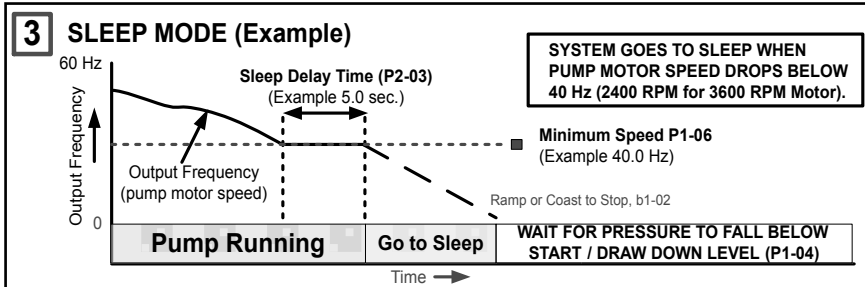 3 SLEEP MODE (Example)
60 Hz
Sleep Delay Time (P2-03)
(Example 5.0 sec.)
SYSTEM GOES TO SLEEP WHEN
PUMP MOTOR SPEED DROPS BELOW
40 Hz (2400 RPM for 3600 RPM Motor).
Output Frequency
Minimum Speed P1-06
(Example 40.0 Hz)
Output Frequency
(pump motor speed)
Ramp or Coast to Stop, b1-02
0
Pump Running
Go to Sleep
WAIT FOR PRESSURE TO FALL BELOW
START / DRAW DOWN LEVEL (P1-04)
Time